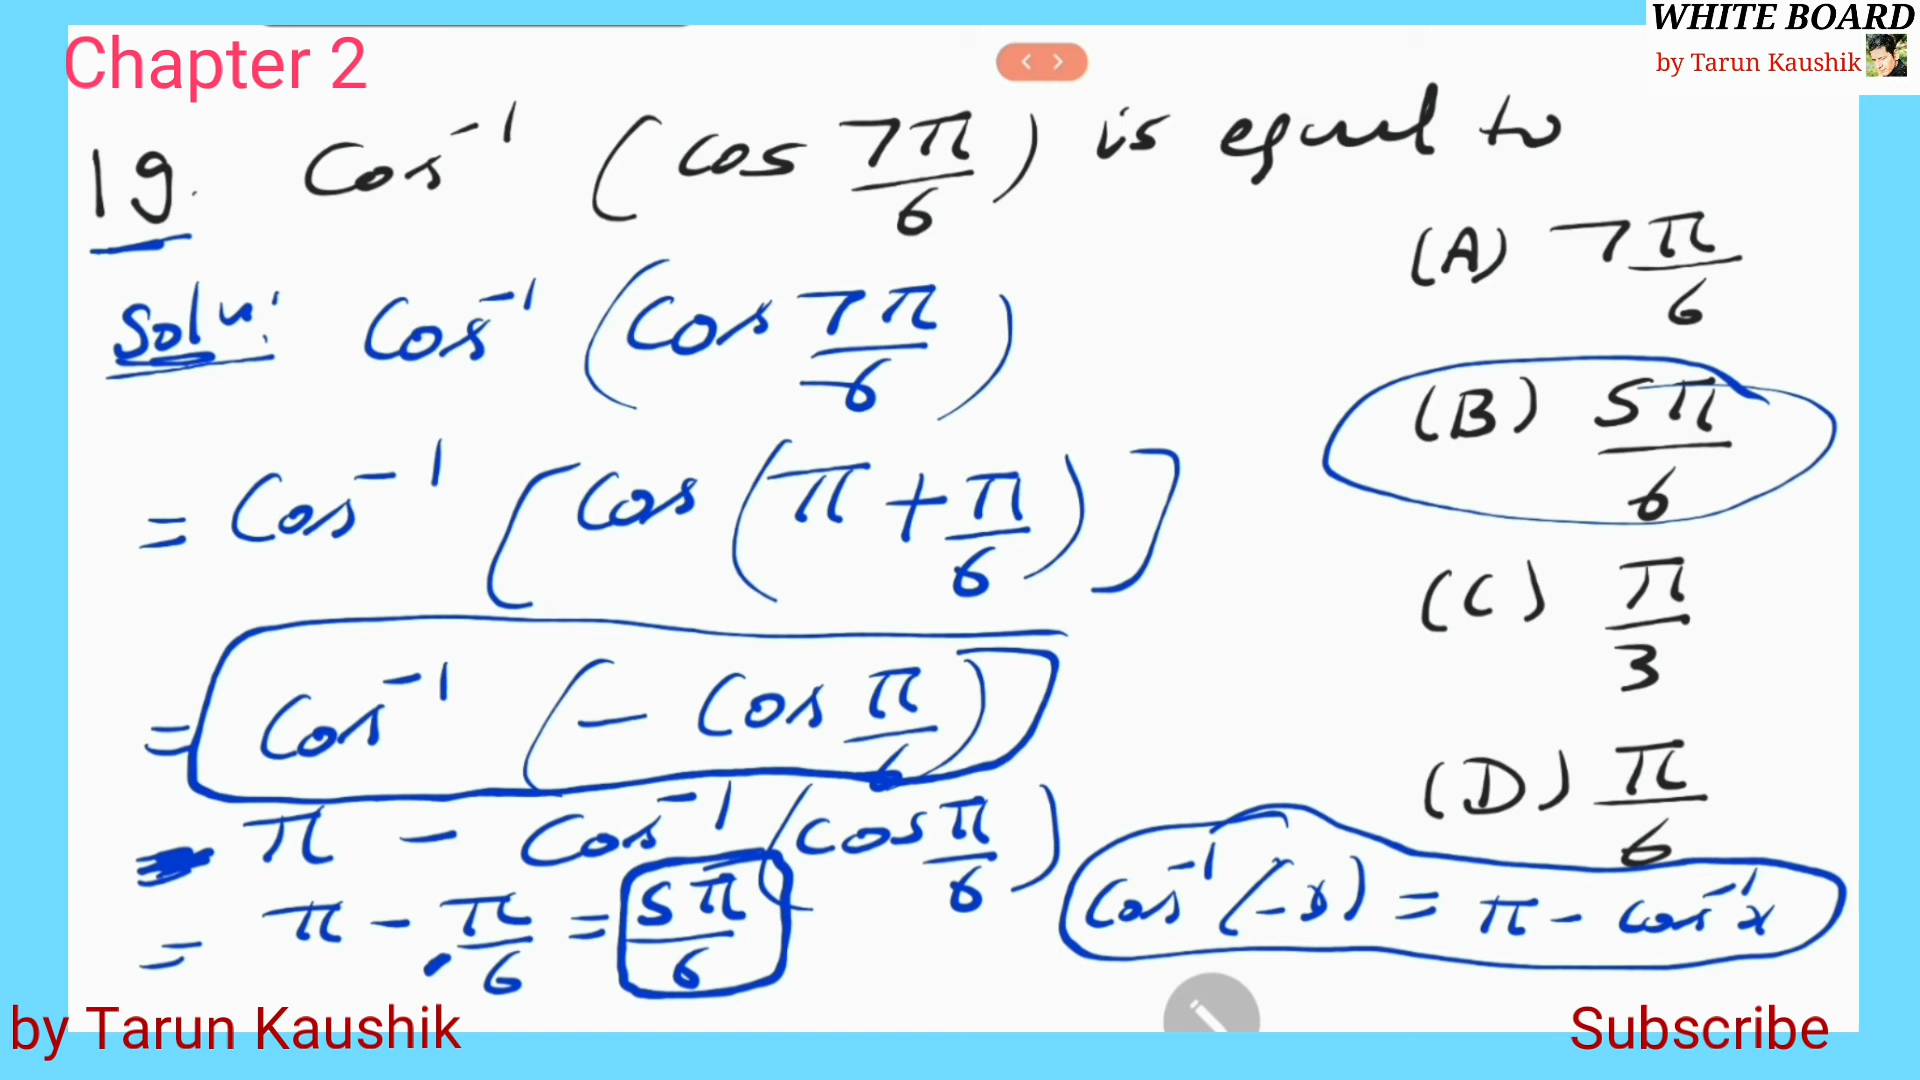 WHITE BOARD
by Tarun Kaushik
Chapter 2
19. Cos⁻¹ (cos 7π/6) is equal to
(A) 7π/6
Soln: Cos⁻¹ (Cos 7π/6)
(B) 5π/6
= Cos⁻¹ [Cos (π + π/6)]
(C) π/3
= Cos⁻¹ (- Cos π/6)
(D) π/6
= π - Cos⁻¹ (cos π/6)
Cos⁻¹ (-x) = π - cos⁻¹x
= π - π/6 = 5π/6
by Tarun Kaushik
Subscribe